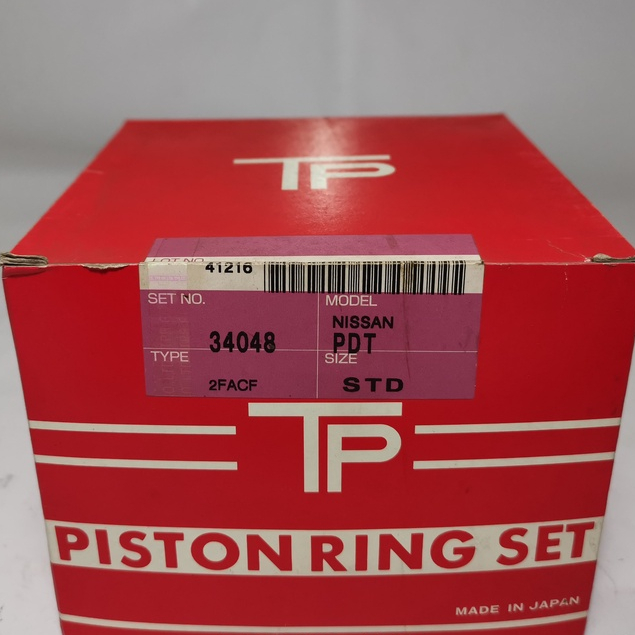 TP
LOT NO.
41216
SET NO.
34048
MODEL
NISSAN
PDT
TYPE
2FACF
SIZE
STD
TP
PISTON RING SET
MADE IN JAPAN